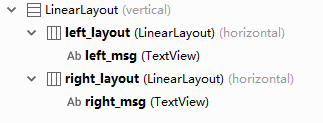 LinearLayout (vertical)
left_layout (LinearLayout) (horizontal)
Ab left_msg (TextView)
right_layout (LinearLayout) (horizontal)
Ab right_msg (TextView)